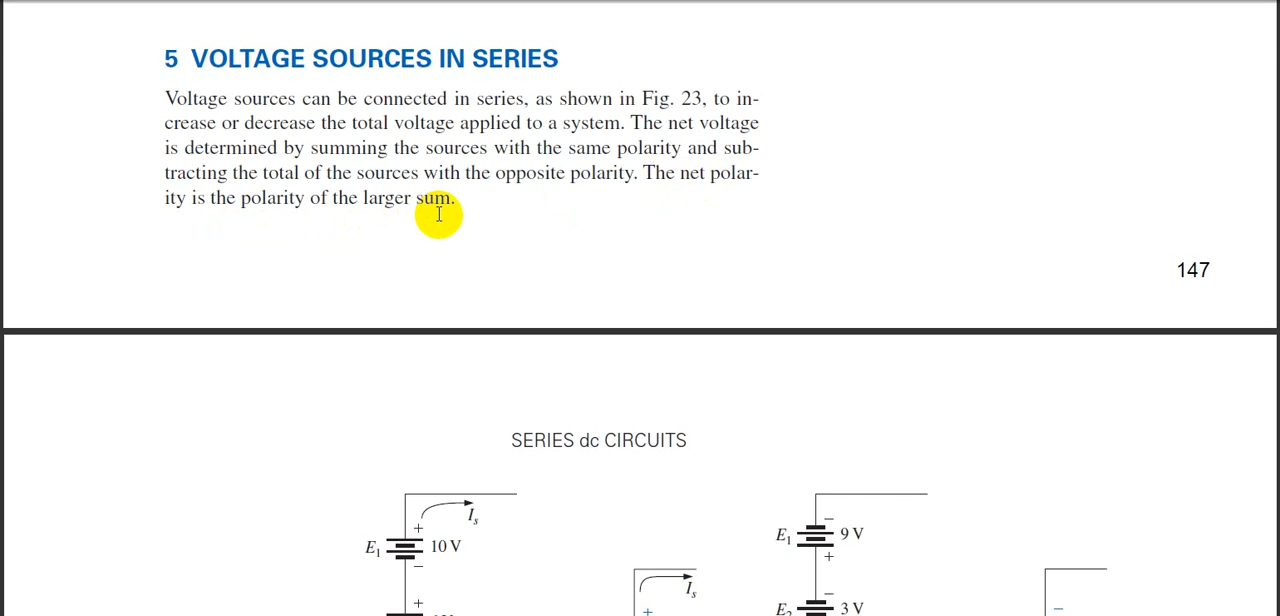 5 VOLTAGE SOURCES IN SERIES
Voltage sources can be connected in series, as shown in Fig. 23, to in-
crease or decrease the total voltage applied to a system. The net voltage
is determined by summing the sources with the same polarity and sub-
tracting the total of the sources with the opposite polarity. The net polar-
ity is the polarity of the larger sum.
147
SERIES dc CIRCUITS
Is
+
E1 10 V
−
+
Is
+
−
E1 9 V
+
−
E2 3 V
−